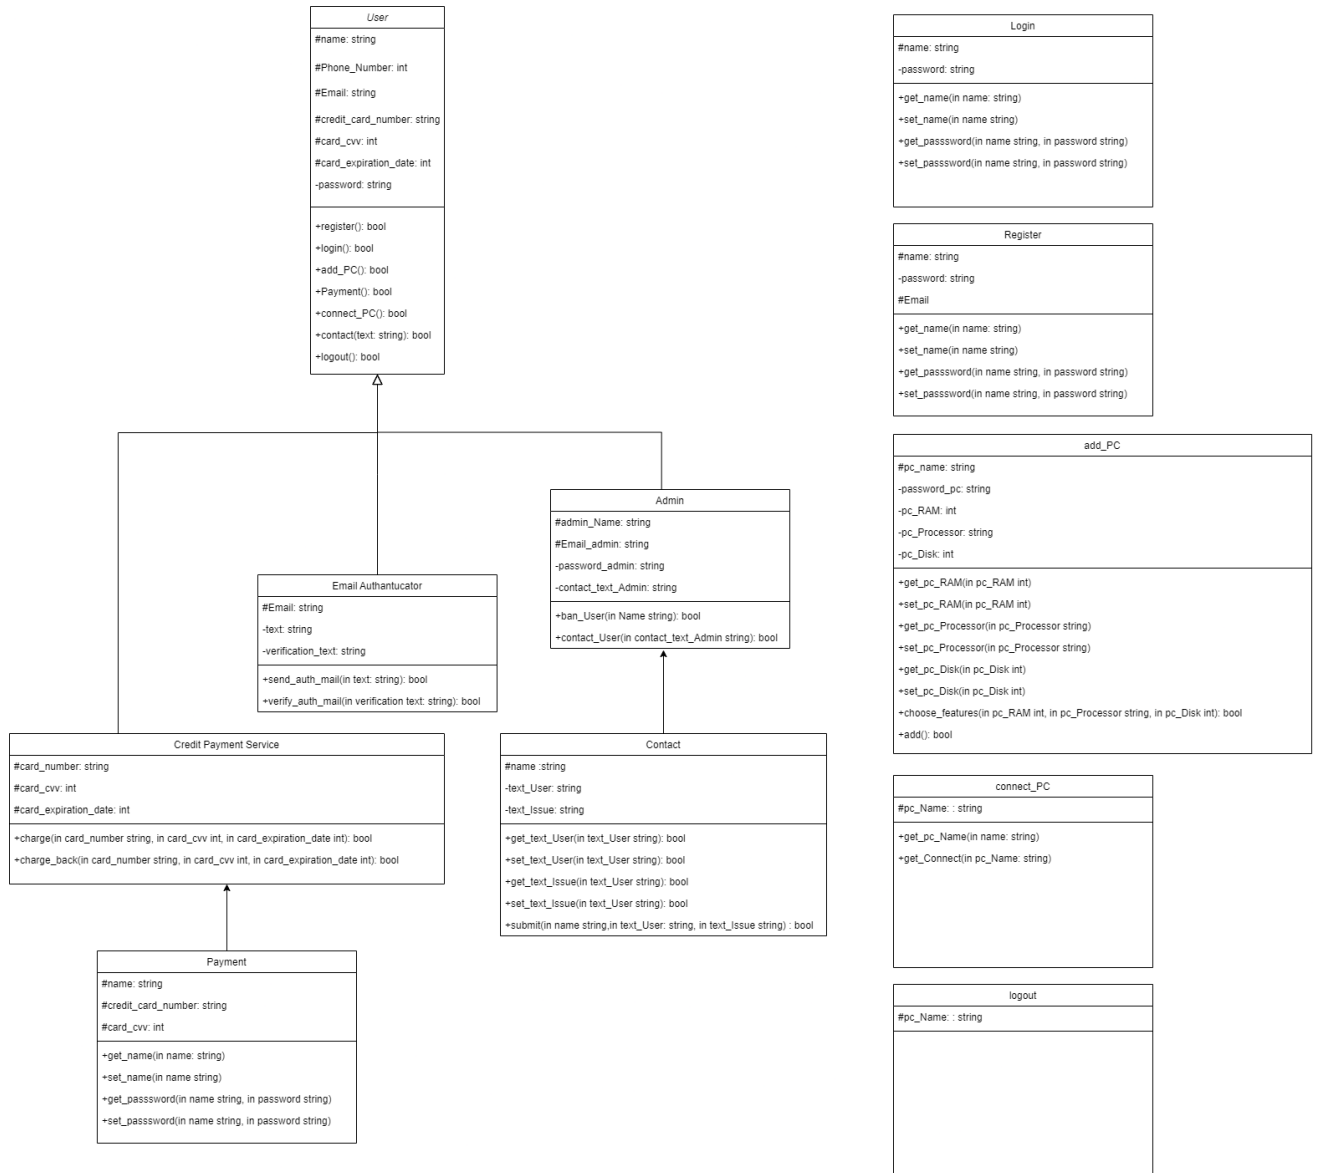 User
#name: string
#Phone_Number: int
#Email: string
#credit_card_number: string
#card_cvv: int
#card_expiration_date: int
-password: string
+register(): bool
+login(): bool
+add_PC(): bool
+Payment(): bool
+connect_PC(): bool
+contact(text: string): bool
+logout(): bool
Admin
#admin_Name: string
#Email_admin: string
-password_admin: string
-contact_text_Admin: string
+ban_User(in Name string): bool
+contact_User(in contact_text_Admin string): bool
Email Authantucator
#Email: string
-text: string
-verification_text: string
+send_auth_mail(in text: string): bool
+verify_auth_mail(in verification text: string): bool
Credit Payment Service
#card_number: string
#card_cvv: int
#card_expiration_date: int
+charge(in card_number string, in card_cvv int, in card_expiration_date int): bool
+charge_back(in card_number string, in card_cvv int, in card_expiration_date int): bool
Contact
#name :string
-text_User: string
-text_Issue: string
+get_text_User(in text_User string): bool
+set_text_User(in text_User string): bool
+get_text_Issue(in text_User string): bool
+set_text_Issue(in text_User string): bool
+submit(in name string,in text_User: string, in text_Issue string) : bool
Payment
#name: string
#credit_card_number: string
#card_cvv: int
+get_name(in name: string)
+set_name(in name string)
+get_passsword(in name string, in password string)
+set_passsword(in name string, in password string)
Login
#name: string
-password: string
+get_name(in name: string)
+set_name(in name string)
+get_passsword(in name string, in password string)
+set_passsword(in name string, in password string)
Register
#name: string
-password: string
#Email
+get_name(in name: string)
+set_name(in name string)
+get_passsword(in name string, in password string)
+set_passsword(in name string, in password string)
add_PC
#pc_name: string
-password_pc: string
-pc_RAM: int
-pc_Processor: string
-pc_Disk: int
+get_pc_RAM(in pc_RAM int)
+set_pc_RAM(in pc_RAM int)
+get_pc_Processor(in pc_Processor string)
+set_pc_Processor(in pc_Processor string)
+get_pc_Disk(in pc_Disk int)
+set_pc_Disk(in pc_Disk int)
+choose_features(in pc_RAM int, in pc_Processor string, in pc_Disk int): bool
+add(): bool
connect_PC
#pc_Name: : string
+get_pc_Name(in name: string)
+get_Connect(in pc_Name: string)
logout
#pc_Name: : string